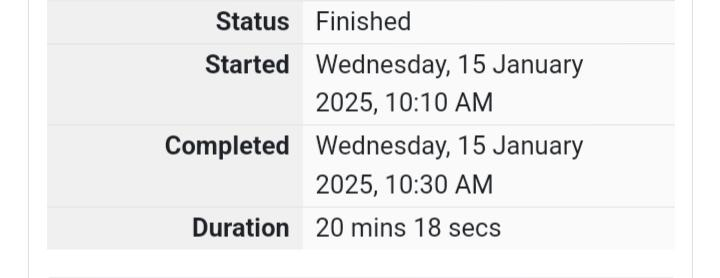 Status Finished
Started Wednesday, 15 January
2025, 10:10 AM
Completed Wednesday, 15 January
2025, 10:30 AM
Duration 20 mins 18 secs